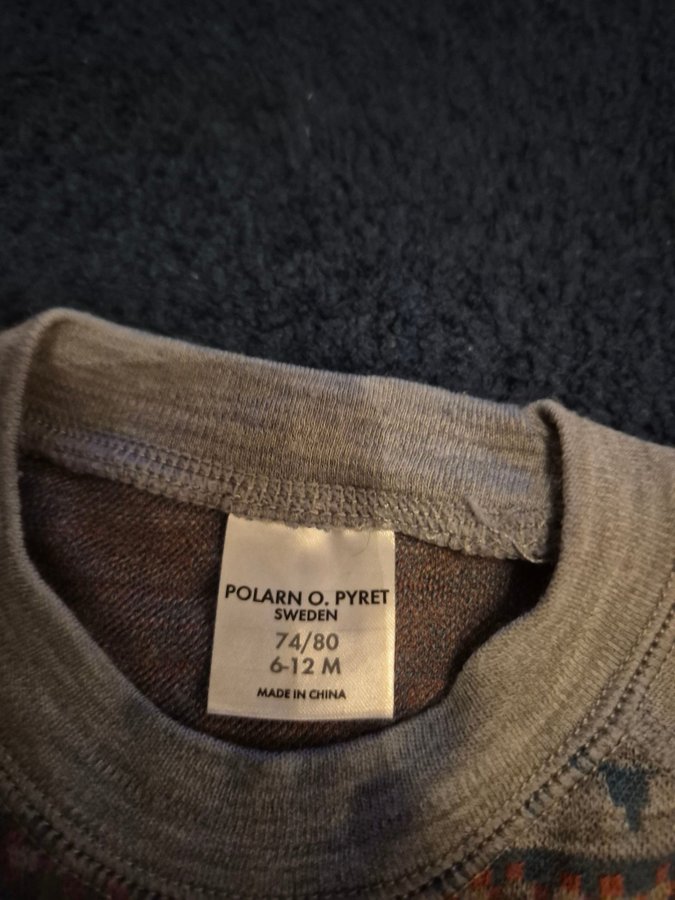 POLARN O. PYRET
SWEDEN
74/80
6-12 M
MADE IN CHINA